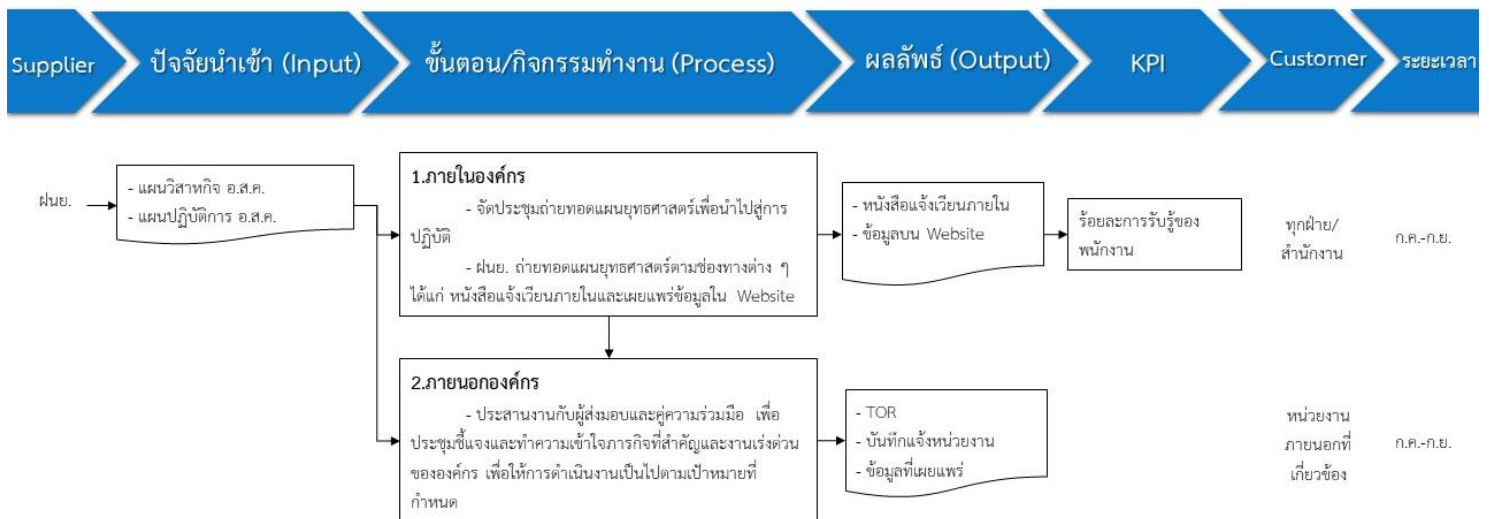 Supplier
ปัจจัยนำเข้า (Input)
ขั้นตอน/กิจกรรมทำงาน (Process)
ผลลัพธ์ (Output)
KPI
Customer
ระยะเวลา
ฝนย.
- แผนวิสาหกิจ อ.ส.ค.
- แผนปฏิบัติการ อ.ส.ค.
1.ภายในองค์กร
- จัดประชุมถ่ายทอดแผนยุทธศาสตร์เพื่อนำไปสู่การ
ปฏิบัติ
- ฝนย. ถ่ายทอดแผนยุทธศาสตร์ตามช่องทางต่าง ๆ
ได้แก่ หนังสือแจ้งเวียนภายในและเผยแพร่ข้อมูลใน Website
- หนังสือแจ้งเวียนภายใน
- ข้อมูลบน Website
ร้อยละการรับรู้ของ
พนักงาน
ทุกฝ่าย/
สำนักงาน
ก.ค.-ก.ย.
2.ภายนอกองค์กร
- ประสานงานกับผู้ส่งมอบและคู่ความร่วมมือ เพื่อ
ประชุมชี้แจงและทำความเข้าใจภารกิจที่สำคัญและงานเร่งด่วน
ขององค์กร เพื่อให้การดำเนินงานเป็นไปตามเป้าหมายที่
กำหนด
- TOR
- บันทึกแจ้งหน่วยงาน
- ข้อมูลที่เผยแพร่
หน่วยงาน
ภายนอกที่
เกี่ยวข้อง
ก.ค.-ก.ย.